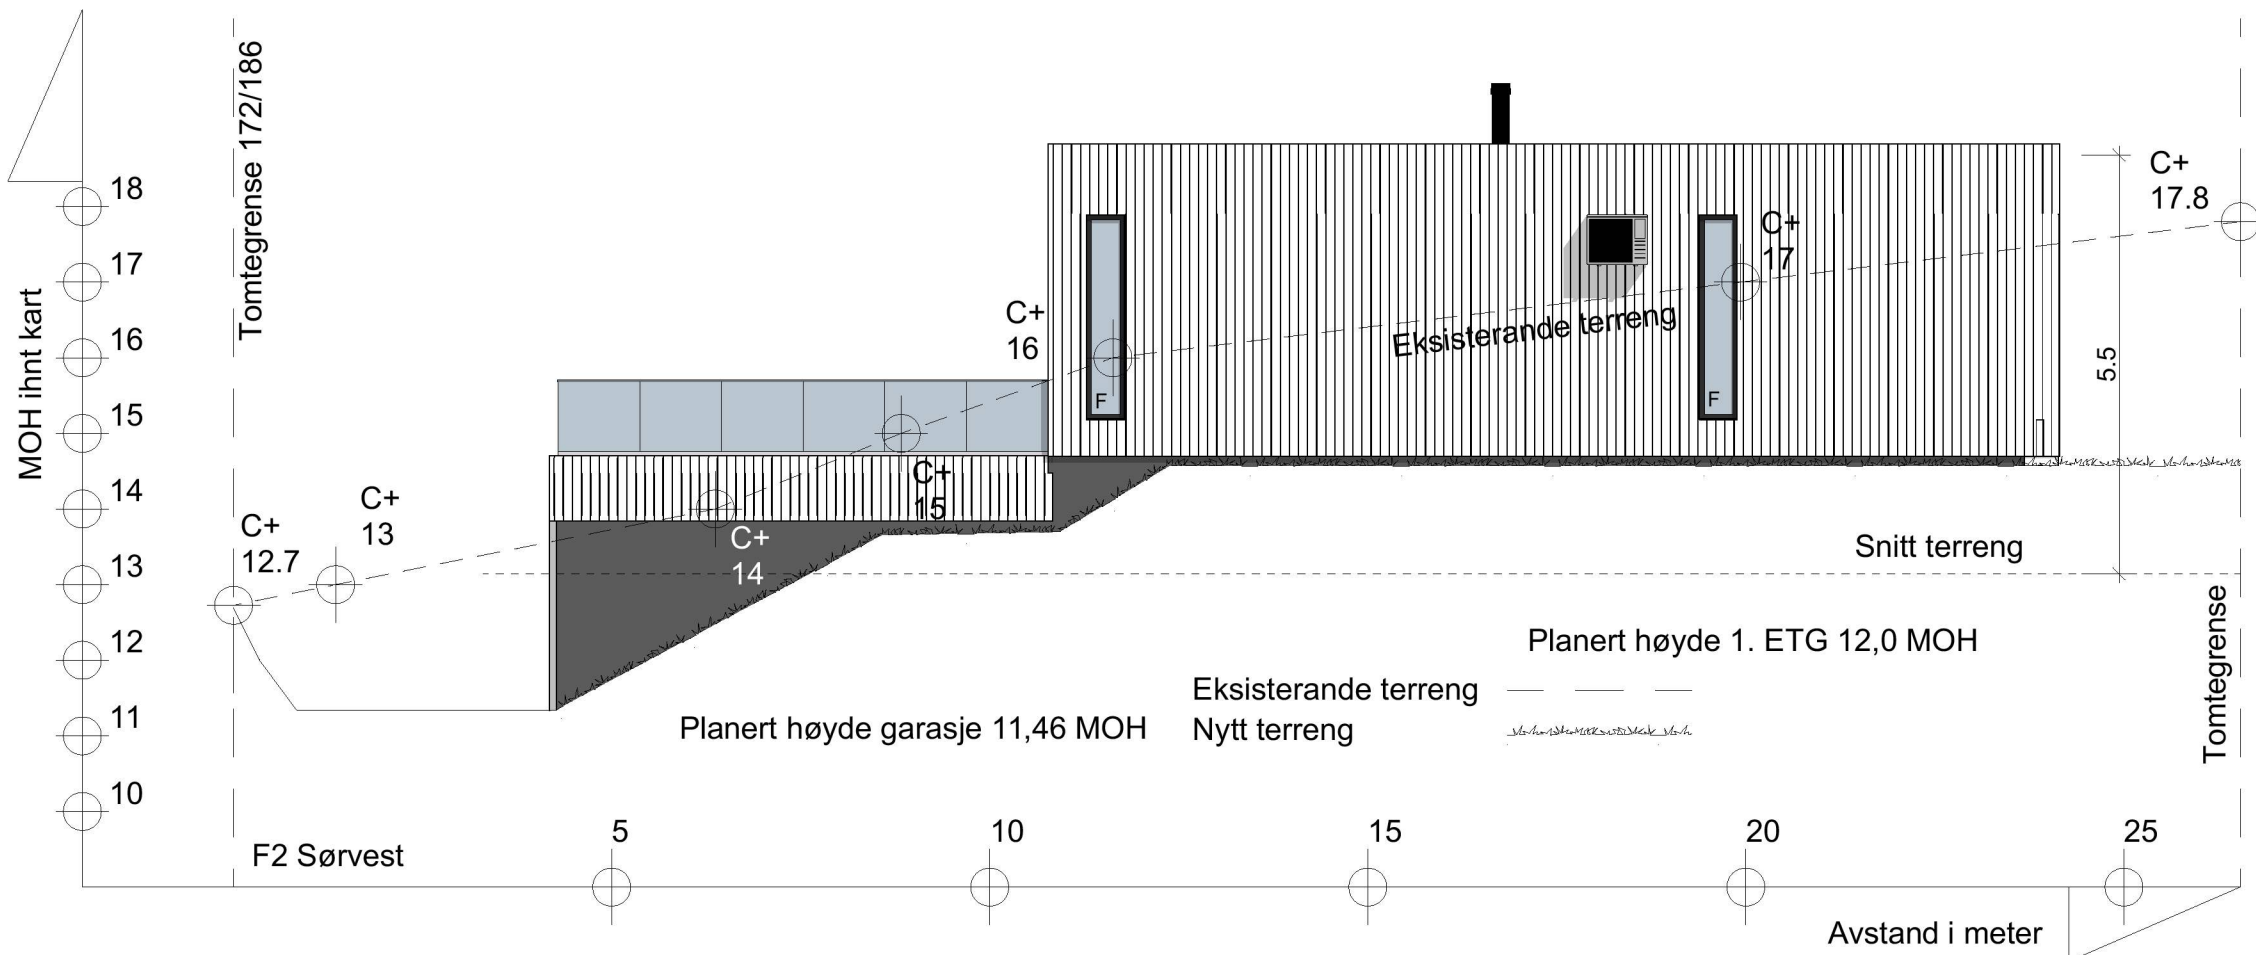 MOH ihnt kart
18
17
16
15
14
13
12
11
10
Tomtegrense 172/186
C+
12.7
C+
13
C+
14
C+
15
C+
16
C+
17
C+
17.8
F
F
Eksisterande terreng
5.5
Snitt terreng
Planert høyde 1. ETG 12,0 MOH
Eksisterande terreng
Planert høyde garasje 11,46 MOH
Nytt terreng
Tomtegrense
F2 Sørvest
5
10
15
20
25
Avstand i meter